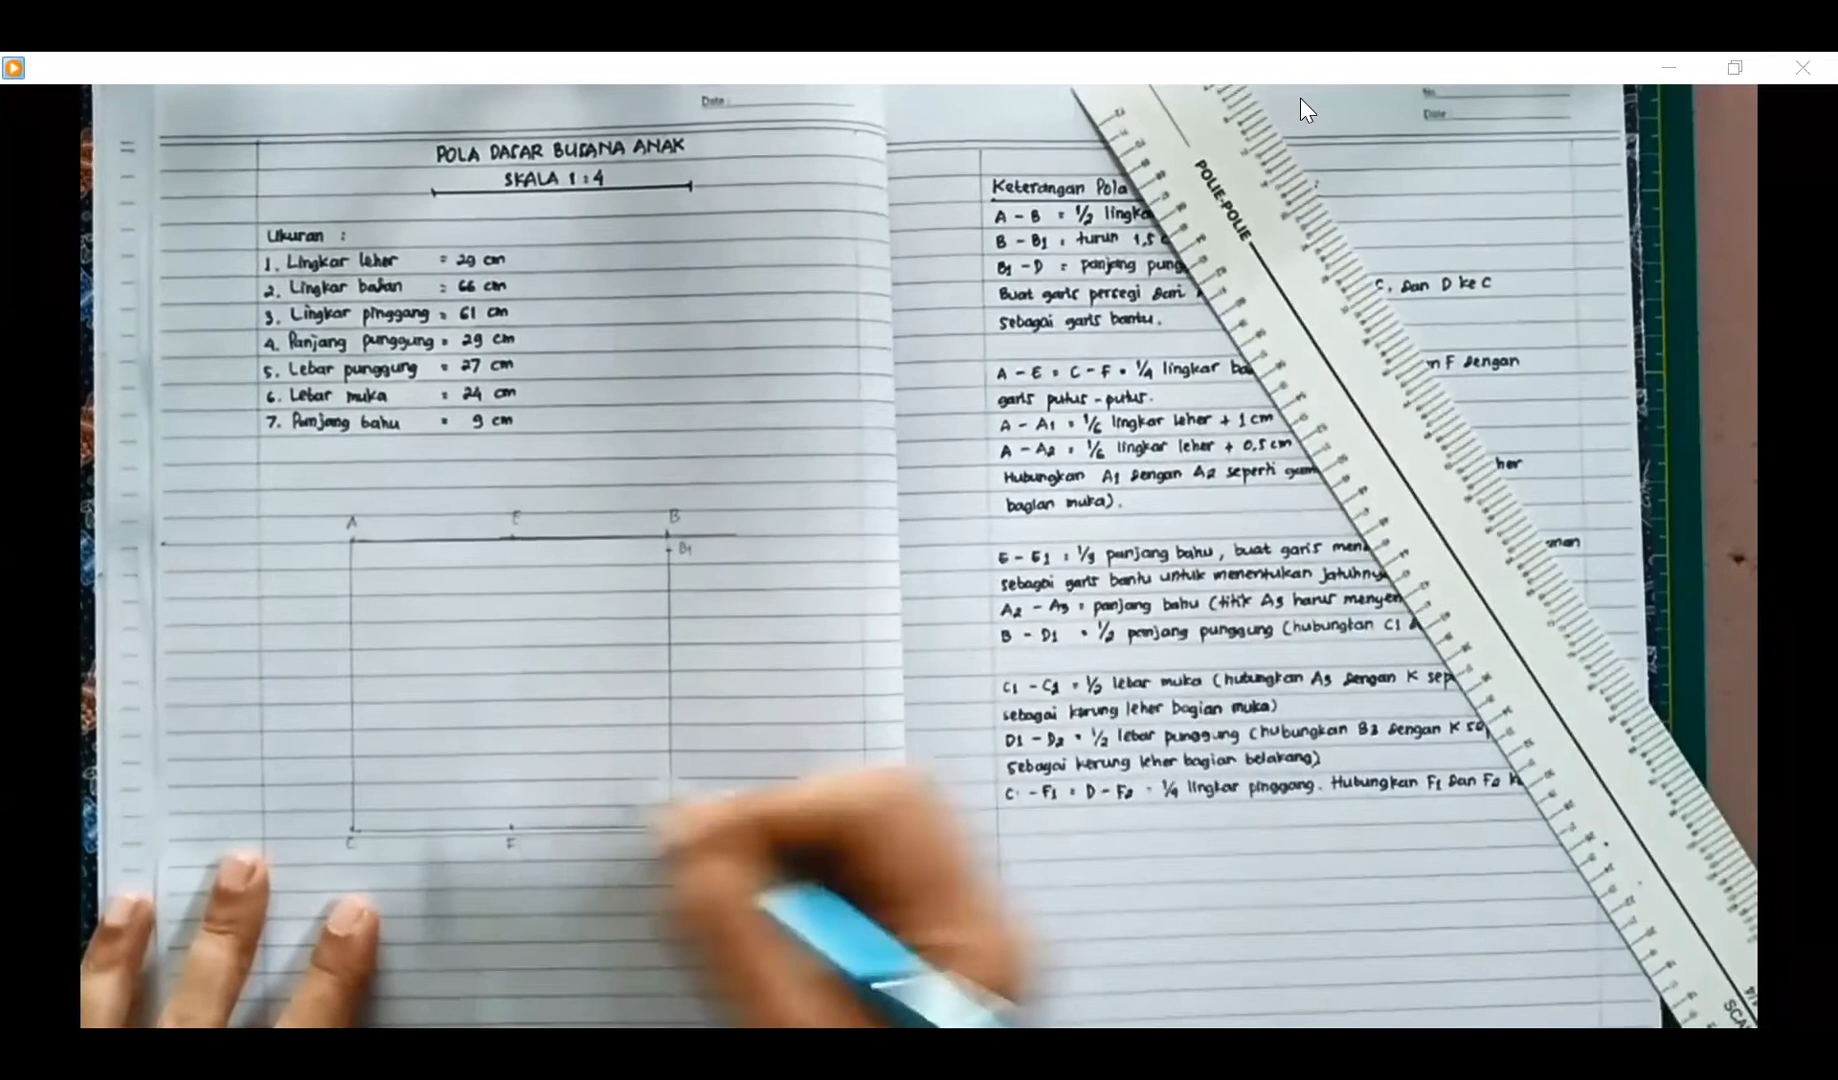 Date :
POLA DASAR BUSANA ANAK
SKALA 1 : 4
Ukuran :
1. Lingkar leher = 29 cm
2. Lingkar badan : 66 cm
3. Lingkar pinggang = 61 cm
4. Panjang punggung = 29 cm
5. Lebar punggung = 27 cm
6. Lebar muka = 24 cm
7. Panjang bahu = 9 cm
A E B
B1
C F
No.
Date :
Keterangan Pola
A - B = 1/2 lingka
B - B1 : turun 1,5 c
B1 - D = panjang pung
Buat garis persegi dari C, dan D ke C
sebagai garis bantu.
A - E = C - F = 1/4 lingkar ba F dengan
garis putus - putus.
A - A1 = 1/6 lingkar leher + 1 cm
A - A2 = 1/6 lingkar leher + 0,5 cm her
Hubungkan A1 dengan A2 seperti gam
bagian muka).
E - E1 : 1/3 panjang bahu, buat garis men
sebagai garis bantu untuk menentukan jatuhnya
A2 - A3 = panjang bahu (titik A3 harus menyen
B - D1 = 1/2 panjang punggung (hubungkan C1
C1 - C2 = 1/2 lebar muka (hubungkan A3 dengan K sep
sebagai kerung leher bagian muka)
D1 - D2 = 1/2 lebar punggung (hubungkan B3 dengan K se
sebagai kerung leher bagian belakang)
C - F1 = D - F2 = 1/4 lingkar pinggang. Hubungkan F1 dan F2 k
POLIE-POLIE
SCA